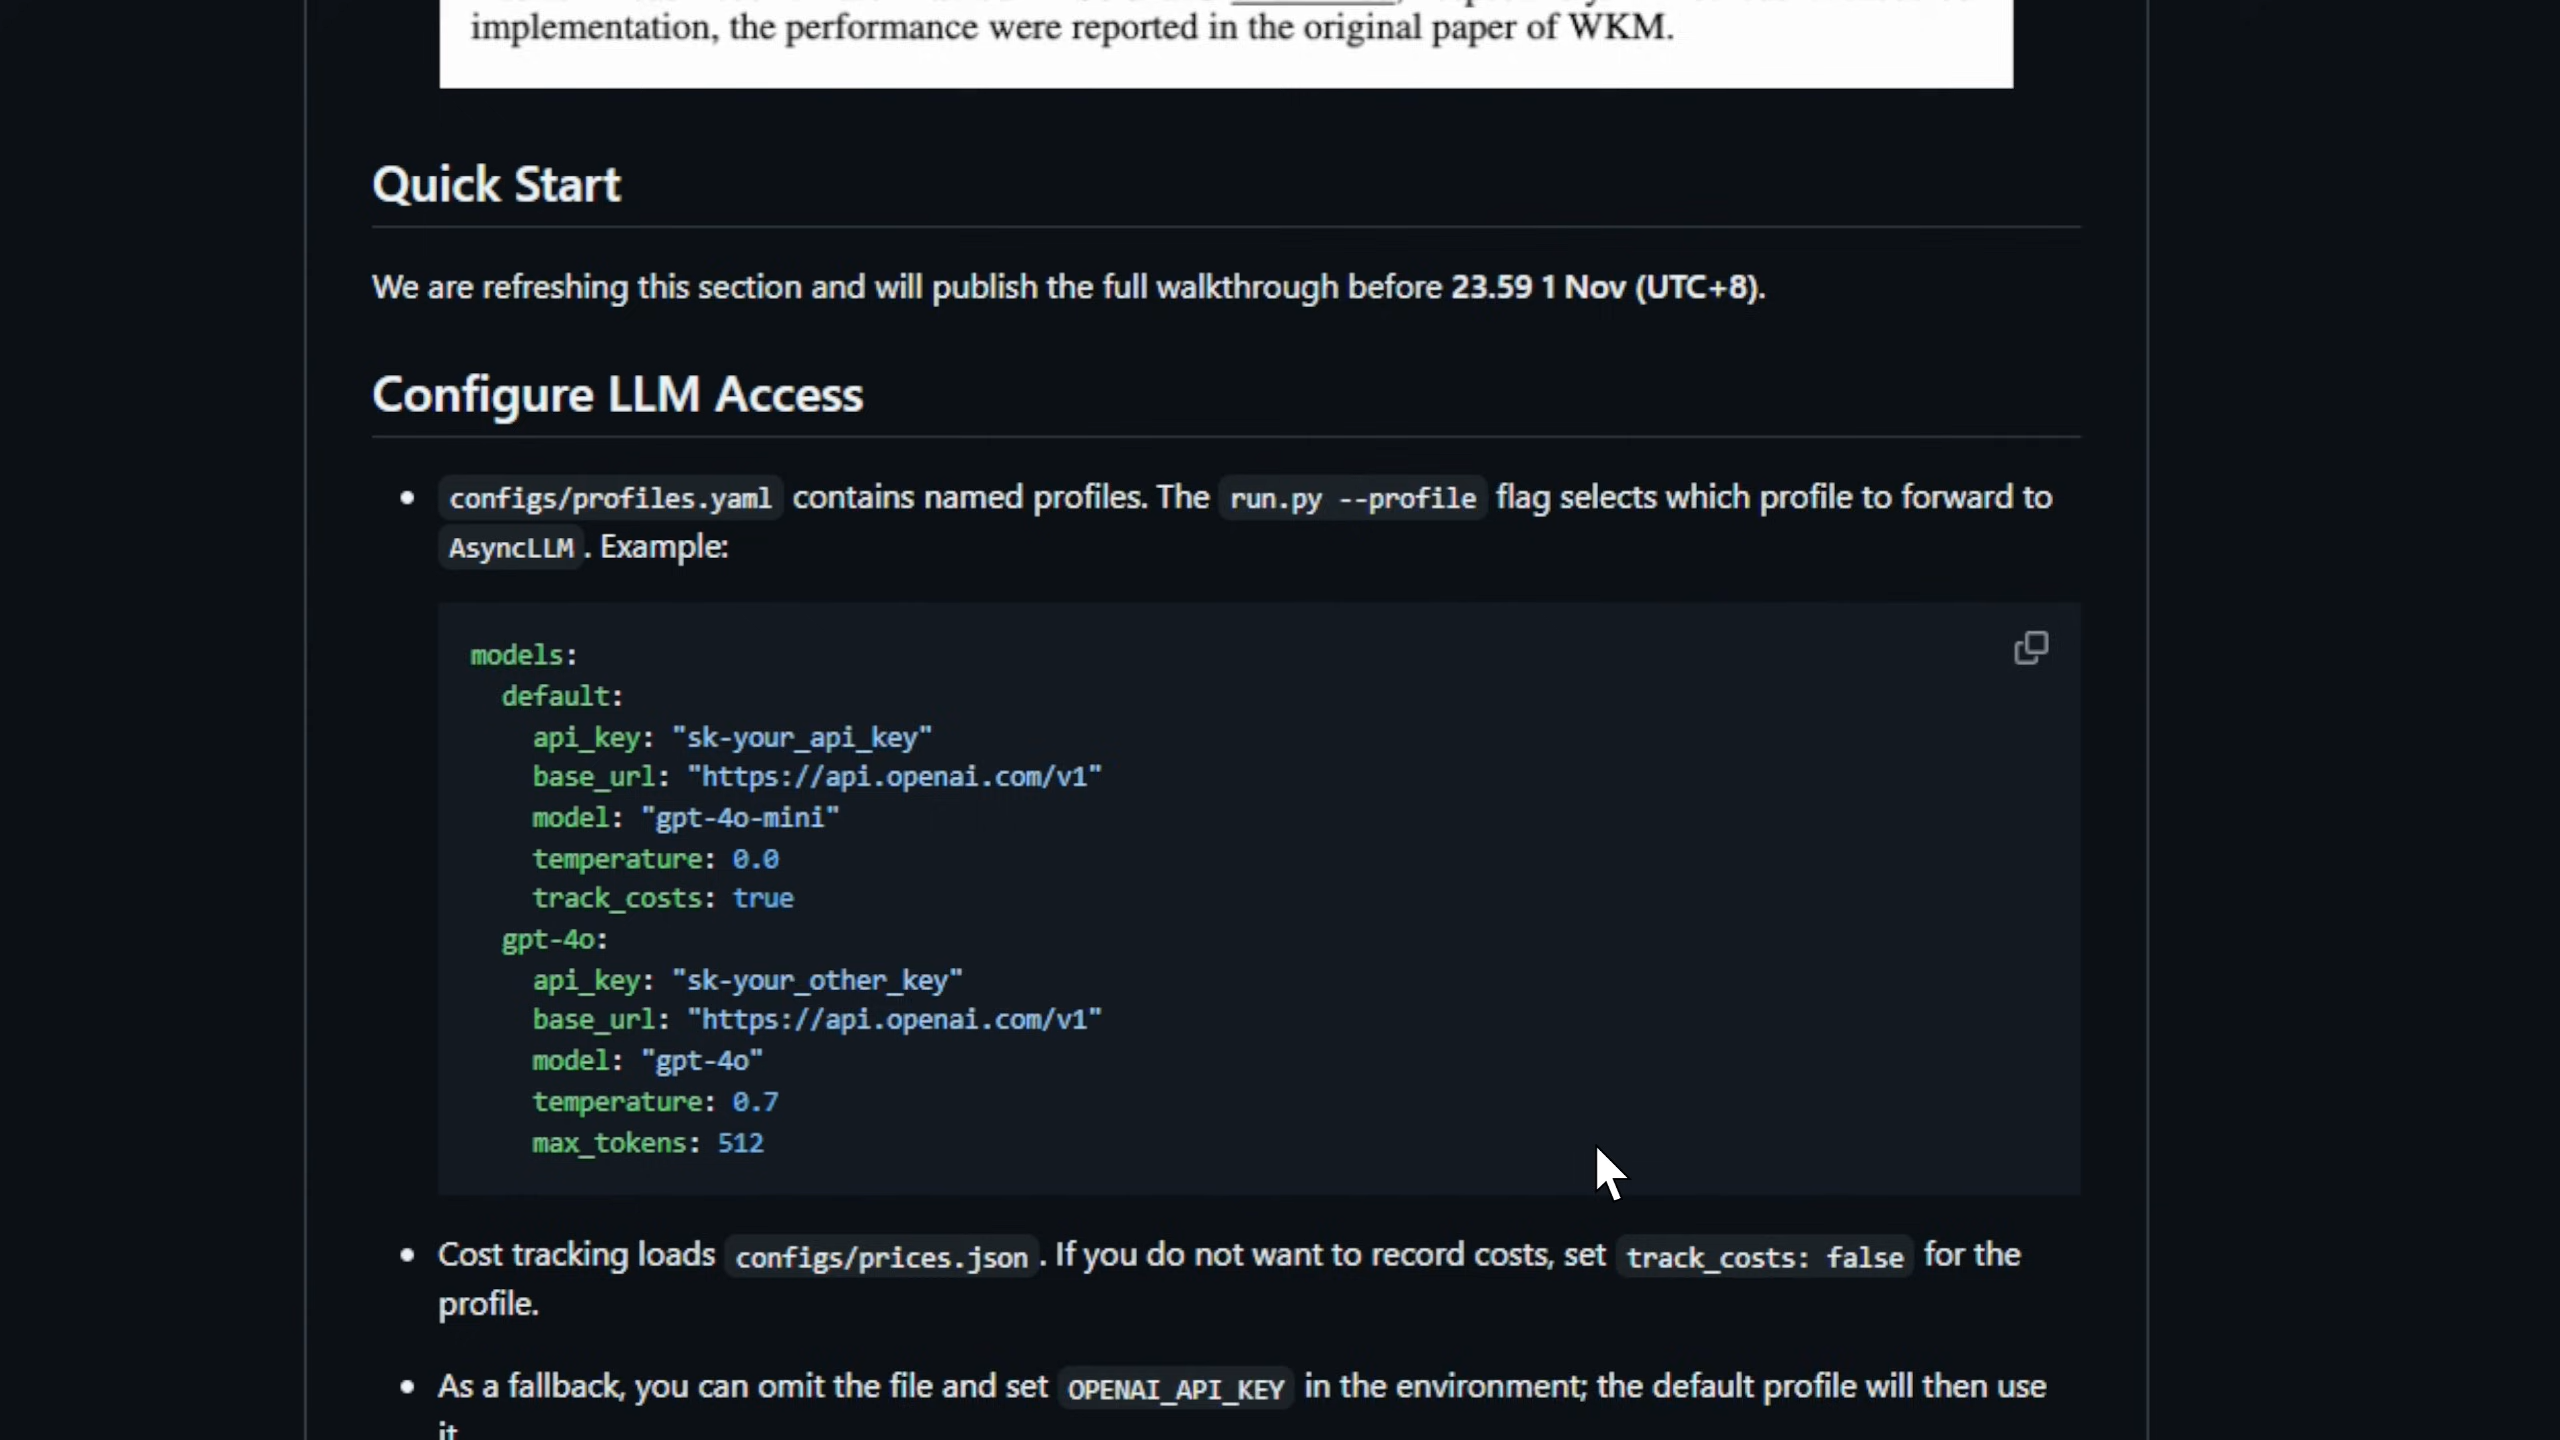 implementation, the performance were reported in the original paper of WKM.
Quick Start
We are refreshing this section and will publish the full walkthrough before 23.59 1 Nov (UTC+8).
Configure LLM Access
• configs/profiles.yaml contains named profiles. The run.py --profile flag selects which profile to forward to
AsyncLLM . Example:
models:
  default:
    api_key: "sk-your_api_key"
    base_url: "https://api.openai.com/v1"
    model: "gpt-4o-mini"
    temperature: 0.0
    track_costs: true
  gpt-4o:
    api_key: "sk-your_other_key"
    base_url: "https://api.openai.com/v1"
    model: "gpt-4o"
    temperature: 0.7
    max_tokens: 512
• Cost tracking loads configs/prices.json . If you do not want to record costs, set track_costs: false for the
profile.
• As a fallback, you can omit the file and set OPENAI_API_KEY in the environment; the default profile will then use
it